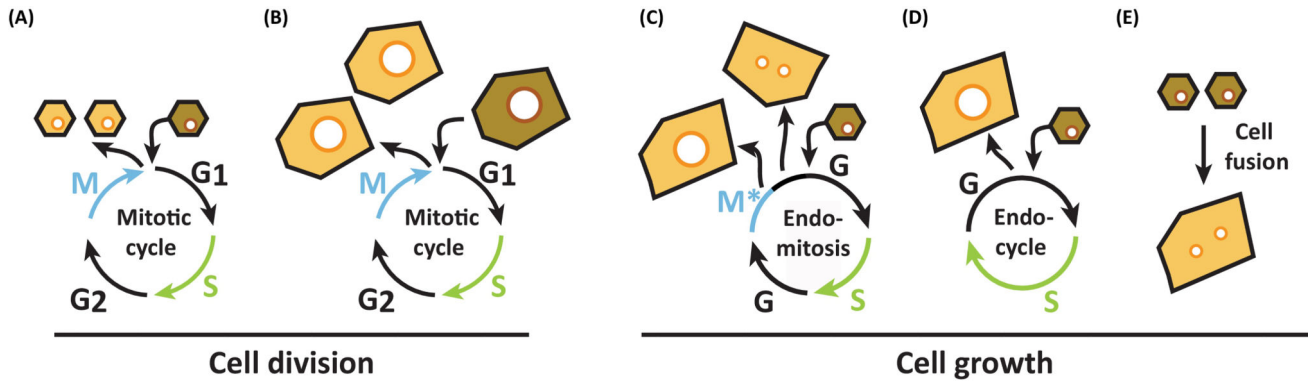 (A)
M
G1
Mitotic
cycle
G2
S
(B)
M
G1
Mitotic
cycle
G2
S
Cell division
(C)
G
M*
Endo-
mitosis
G
S
(D)
G
Endo-
cycle
S
(E)
Cell
fusion
Cell growth